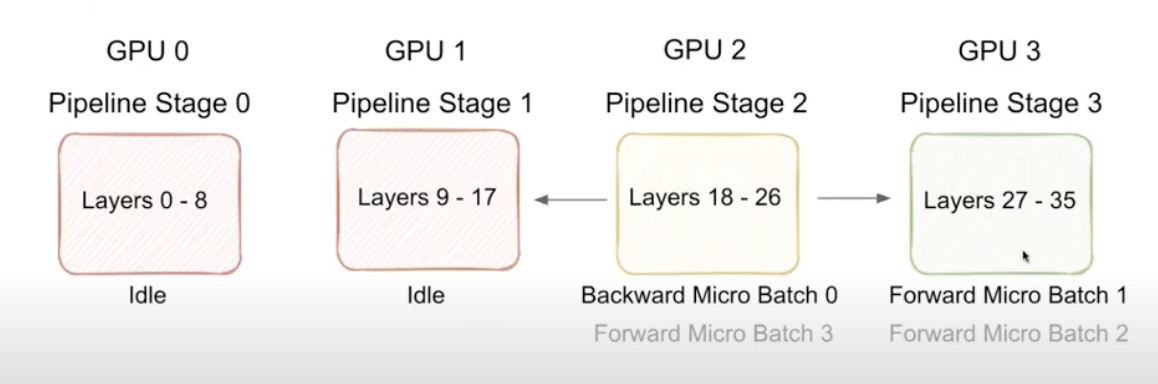 GPU 0
GPU 1
GPU 2
GPU 3
Pipeline Stage 0
Pipeline Stage 1
Pipeline Stage 2
Pipeline Stage 3
Layers 0 - 8
Layers 9 - 17
Layers 18 - 26
Layers 27 - 35
Idle
Idle
Backward Micro Batch 0
Forward Micro Batch 1
Forward Micro Batch 3
Forward Micro Batch 2